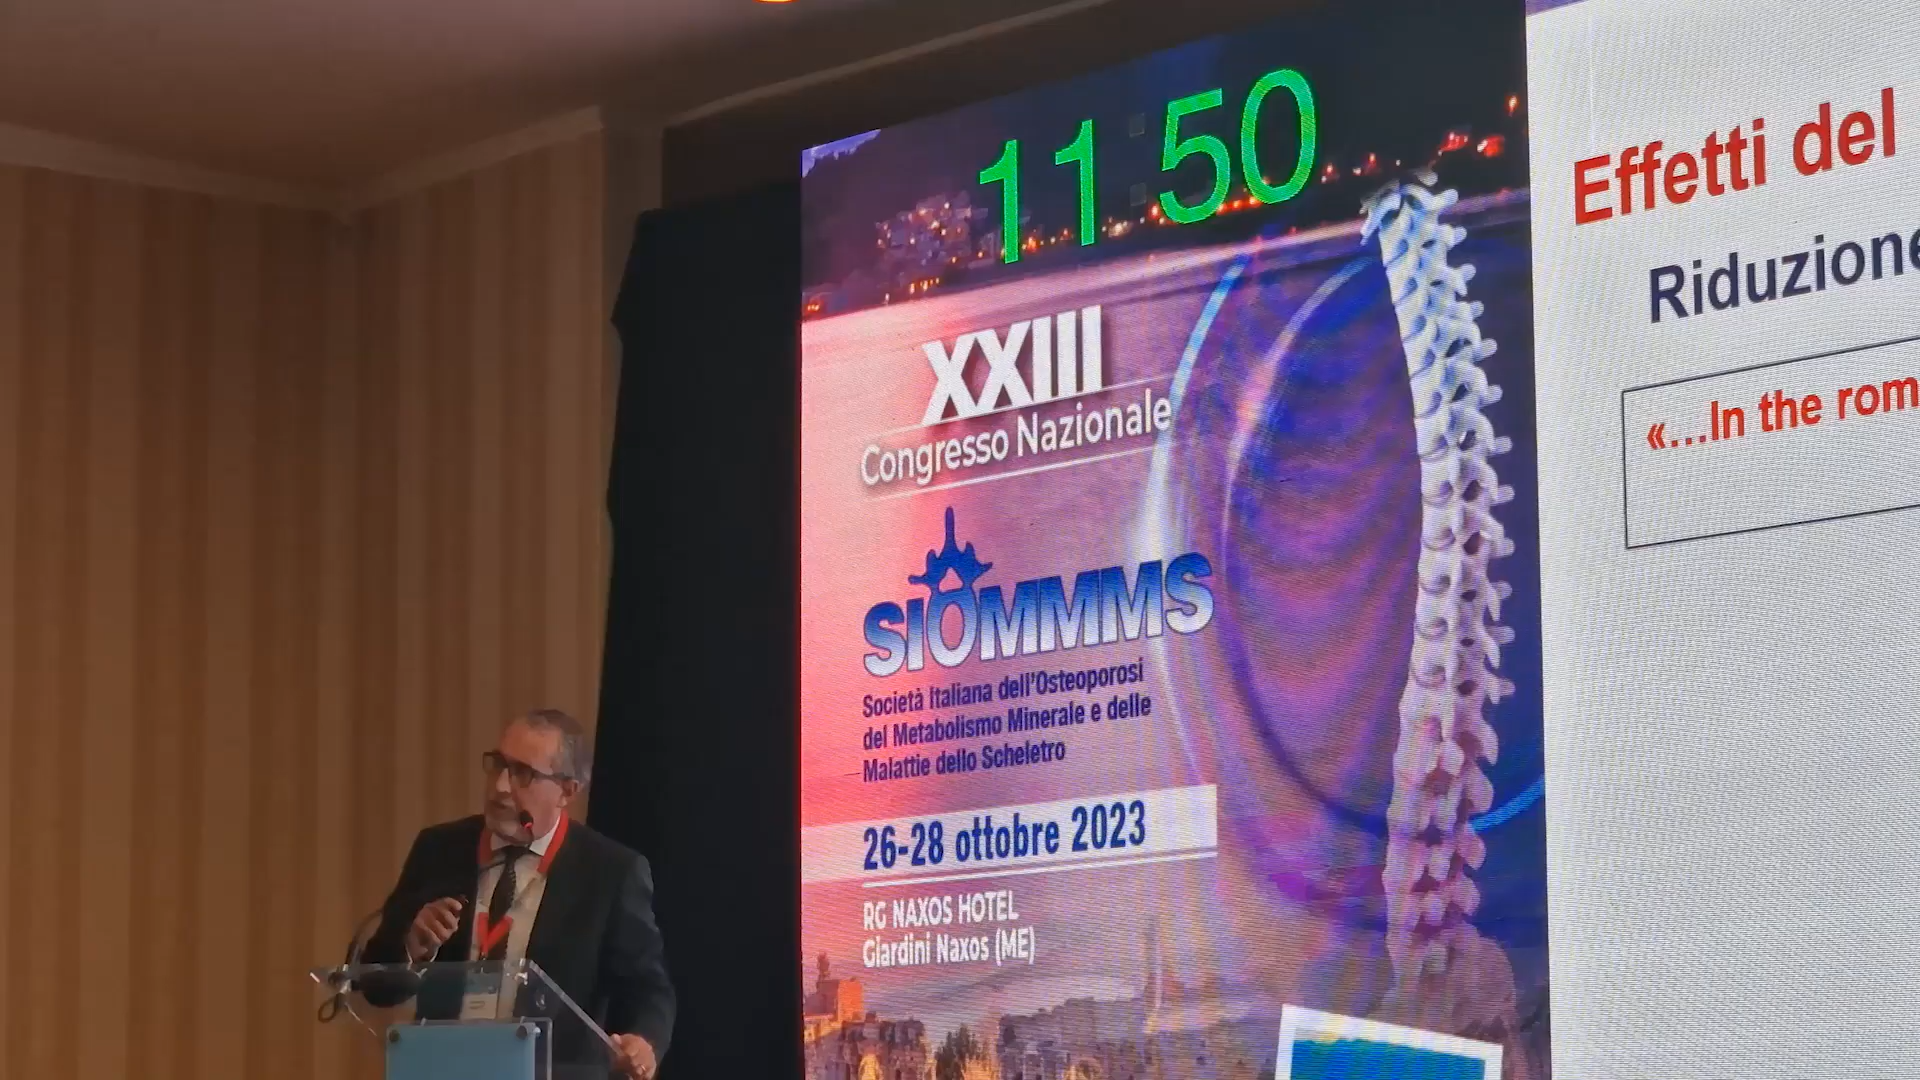 11:50
XXIII
Congresso Nazionale
SIOMMMS
Società Italiana dell'Osteoporosi
del Metabolismo Minerale e delle
Malattie dello Scheletro
26-28 ottobre 2023
RG NAXOS HOTEL
Giardini Naxos (ME)
Effetti del
Riduzione
«...In the rom